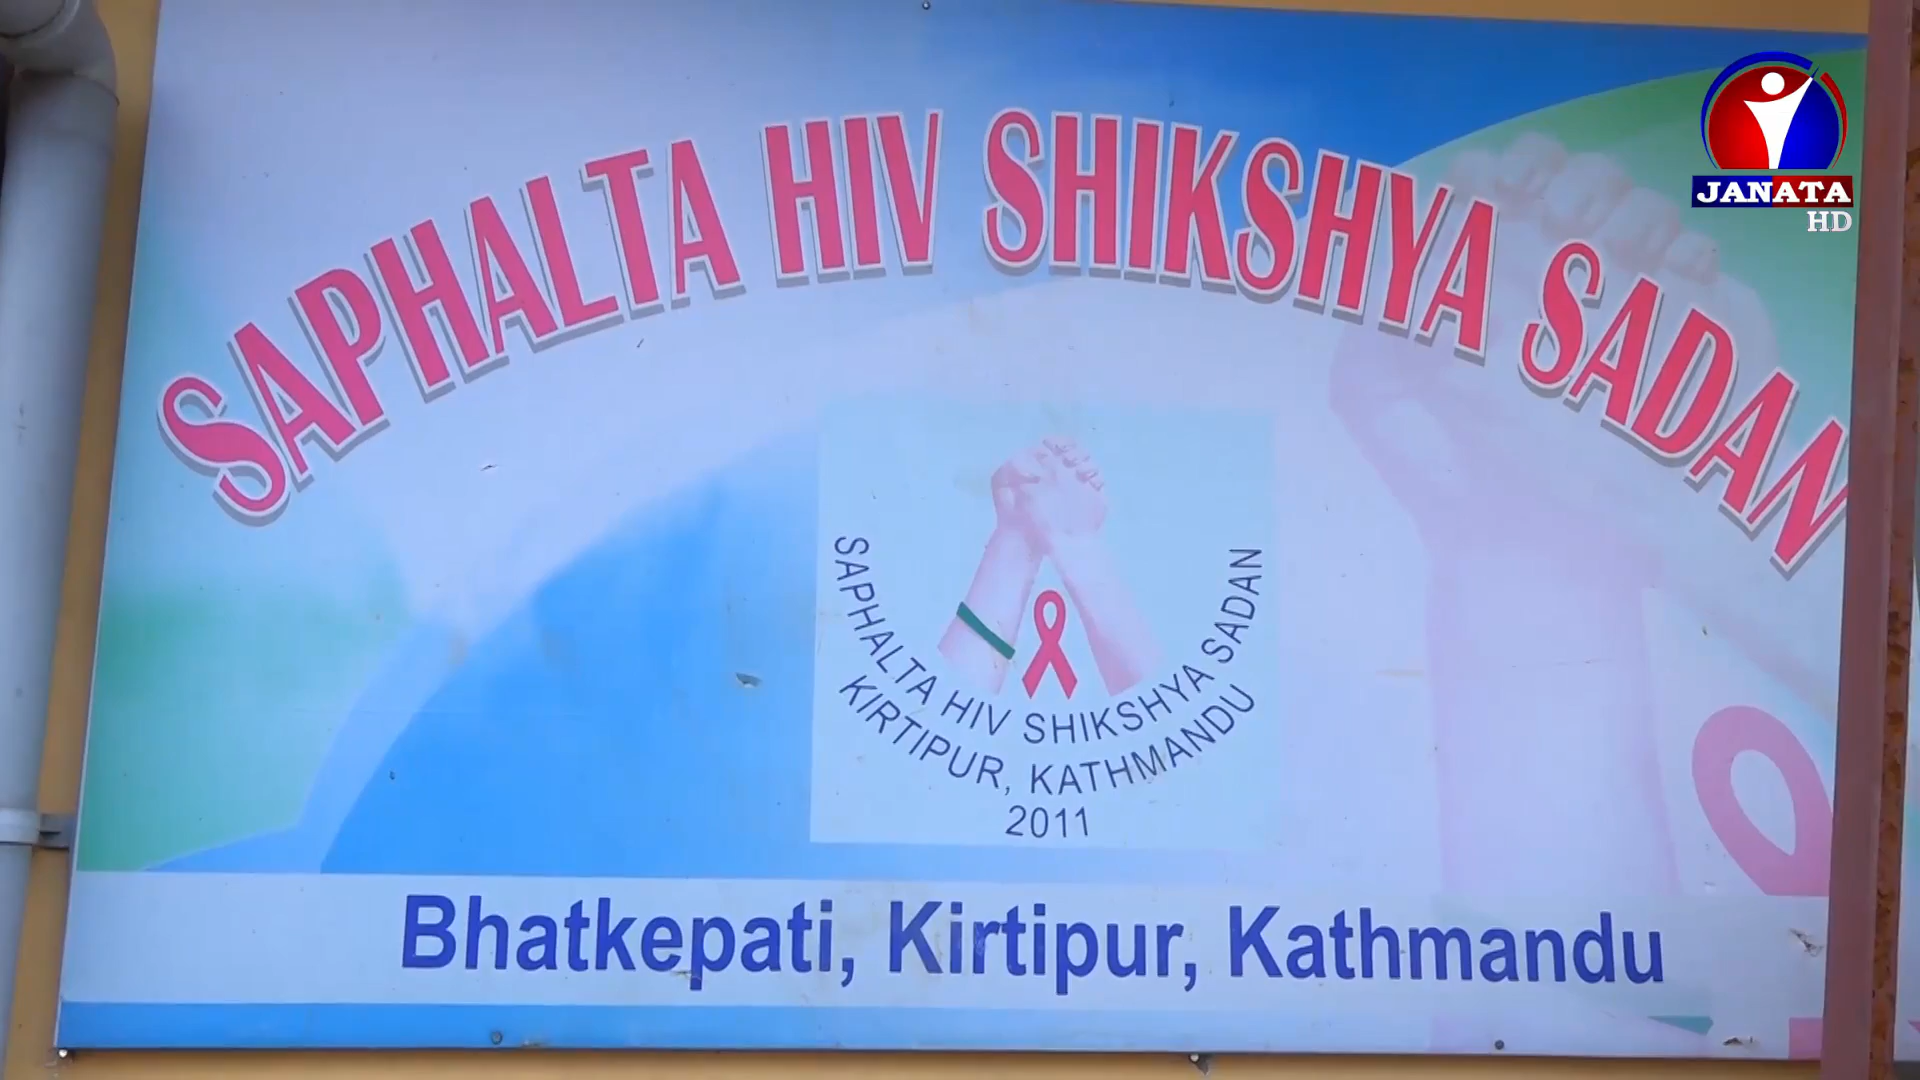 JANATA
HD
SAPHALTA HIV SHIKSHYA SADAN
SAPHALTA HIV SHIKSHYA SADAN
KIRTIPUR, KATHMANDU
2011
Bhatkepati, Kirtipur, Kathmandu